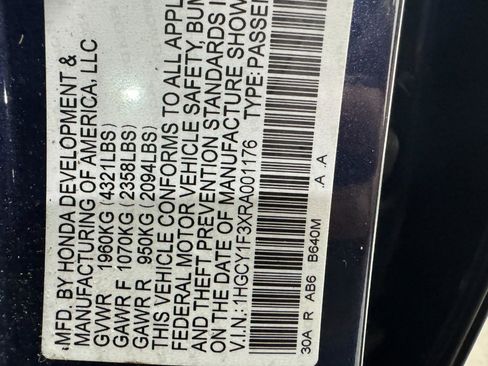 MFD. BY HONDA DEVELOPMENT &
MANUFACTURING OF AMERICA, LLC
GVWR 1960KG (4321LBS)
GAWR F 1070KG (2358LBS)
GAWR R 950KG (2094LBS)
THIS VEHICLE CONFORMS TO ALL APPL
FEDERAL MOTOR VEHICLE SAFETY, BUM
AND THEFT PREVENTION STANDARDS I
ON THE DATE OF MANUFACTURE SHOW
V.I.N.: 1HGCY1F3XRA001176 TYPE: PASSE
30A R AB6 B640M .A .A